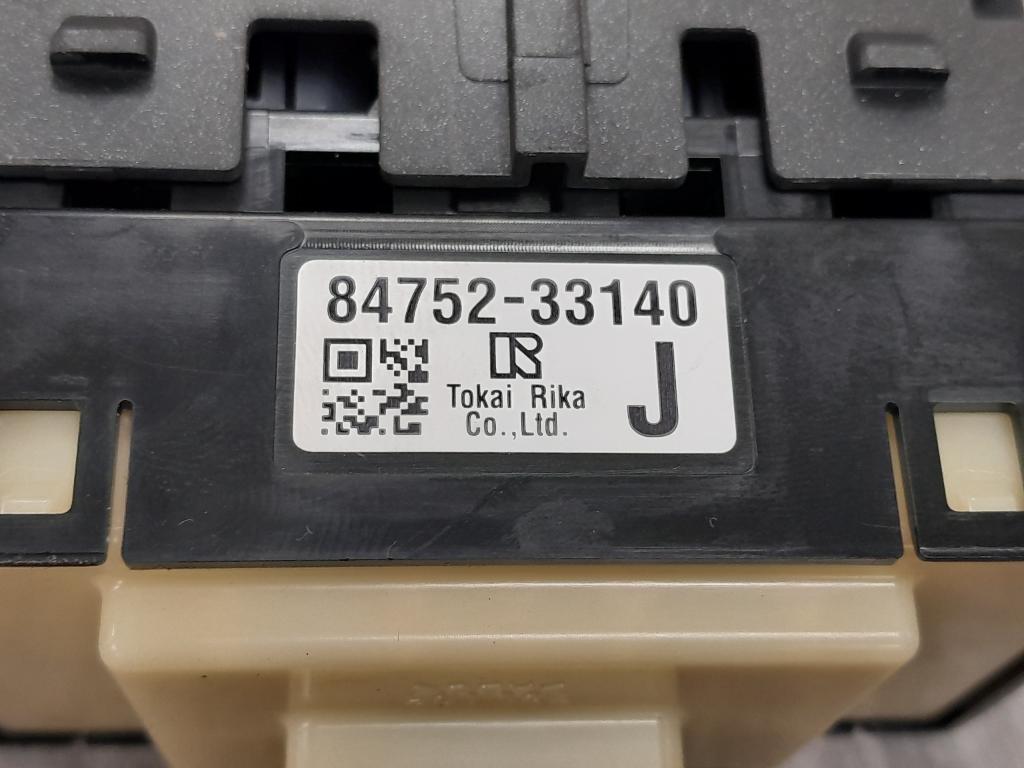 84752-33140
Tokai Rika
Co.,Ltd.
J